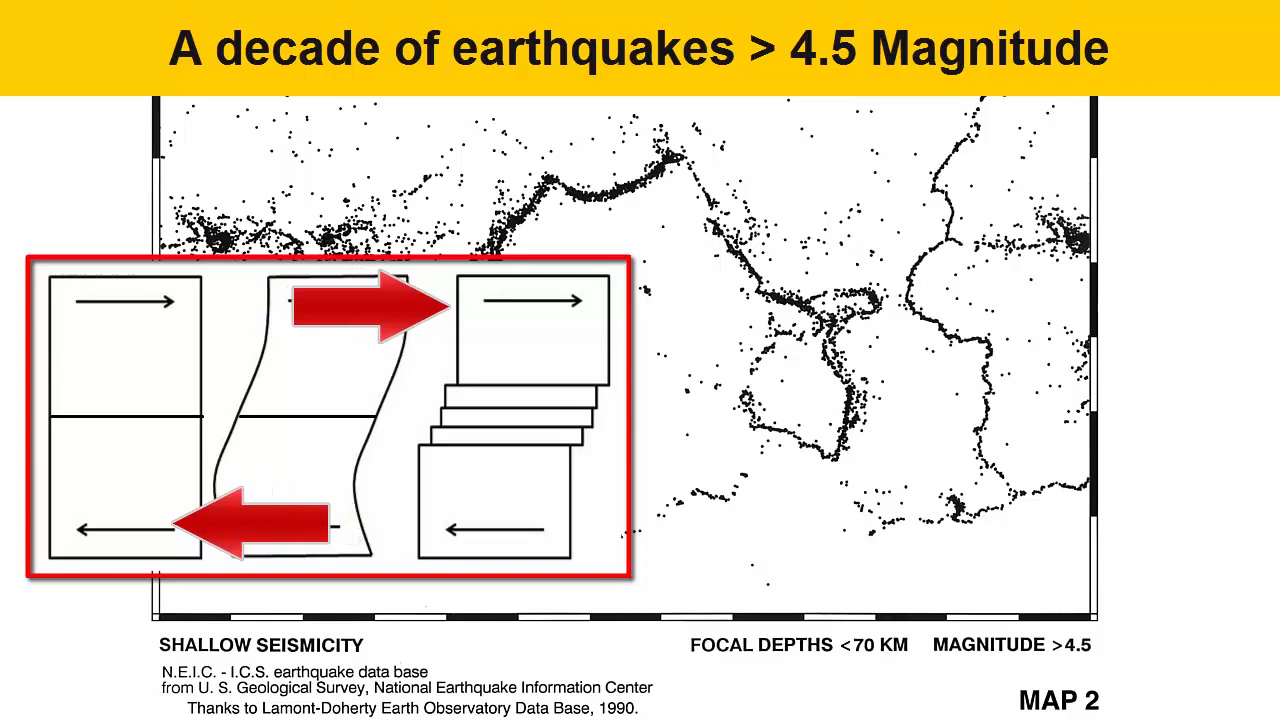 A decade of earthquakes > 4.5 Magnitude
SHALLOW SEISMICITY
FOCAL DEPTHS <70 KM MAGNITUDE >4.5
N.E.I.C. - I.C.S. earthquake data base
from U. S. Geological Survey, National Earthquake Information Center
Thanks to Lamont-Doherty Earth Observatory Data Base, 1990.
MAP 2